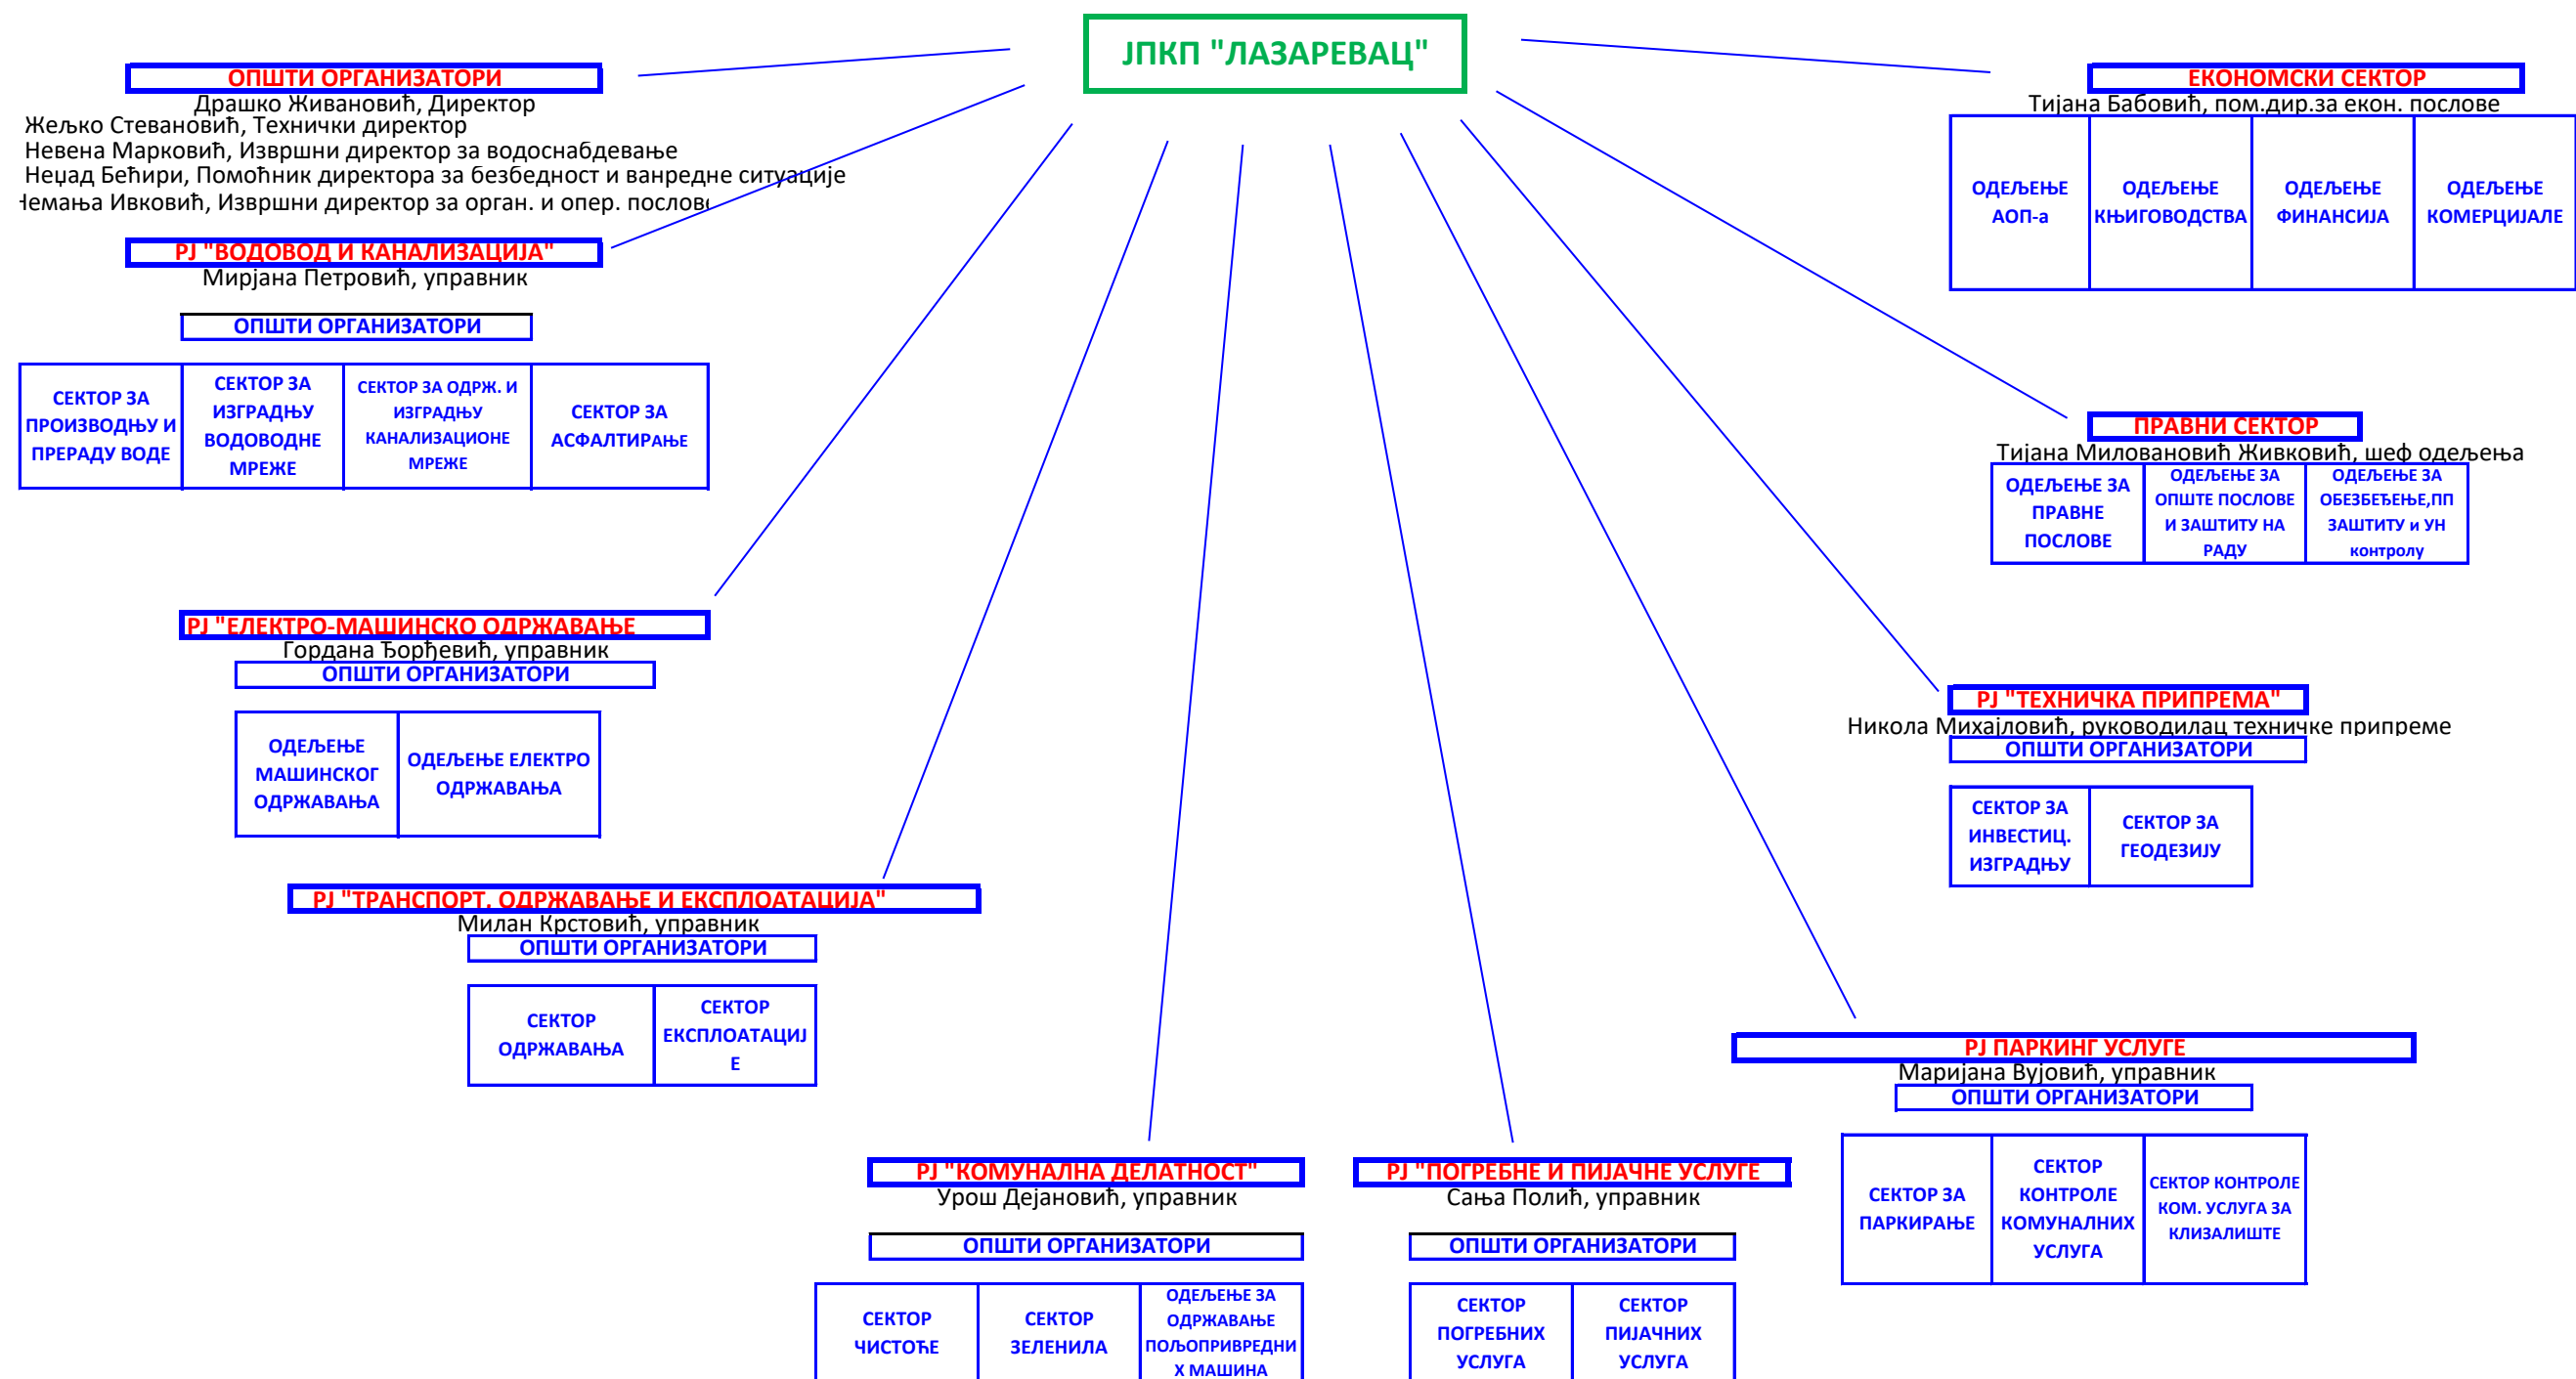 ЈПКП "ЛАЗАРЕВАЦ"
ОПШТИ ОРГАНИЗАТОРИ
Драшко Живановић, Директор
Жељко Стевановић, Технички директор
Невена Марковић, Извршни директор за водоснабдевање
Неџад Бећири, Помоћник директора за безбедност и ванредне ситуације
Немања Ивковић, Извршни директор за орган. и опер. послове
РЈ "ВОДОВОД И КАНАЛИЗАЦИЈА"
Мирјана Петровић, управник
ОПШТИ ОРГАНИЗАТОРИ
СЕКТОР ЗА
ПРОИЗВОДЊУ И
ПРЕРАДУ ВОДЕ
СЕКТОР ЗА
ИЗГРАДЊУ
ВОДОВОДНЕ
МРЕЖЕ
СЕКТОР ЗА ОДРЖ. И
ИЗГРАДЊУ
КАНАЛИЗАЦИОНЕ
МРЕЖЕ
СЕКТОР ЗА
АСФАЛТИРАЊЕ
РЈ "ЕЛЕКТРО-МАШИНСКО ОДРЖАВАЊЕ
Гордана Ђорђевић, управник
ОПШТИ ОРГАНИЗАТОРИ
ОДЕЉЕЊЕ
МАШИНСКОГ
ОДРЖАВАЊА
ОДЕЉЕЊЕ ЕЛЕКТРО
ОДРЖАВАЊА
РЈ "ТРАНСПОРТ, ОДРЖАВАЊЕ И ЕКСПЛОАТАЦИЈА"
Милан Крстовић, управник
ОПШТИ ОРГАНИЗАТОРИ
СЕКТОР
ОДРЖАВАЊА
СЕКТОР
ЕКСПЛОАТАЦИЈ
Е
РЈ "КОМУНАЛНА ДЕЛАТНОСТ"
Урош Дејановић, управник
ОПШТИ ОРГАНИЗАТОРИ
СЕКТОР
ЧИСТОЋЕ
СЕКТОР
ЗЕЛЕНИЛА
ОДЕЉЕЊЕ ЗА
ОДРЖАВАЊЕ
ПОЉОПРИВРЕДНИ
Х МАШИНА
РЈ "ПОГРЕБНЕ И ПИЈАЧНЕ УСЛУГЕ
Сања Полић, управник
ОПШТИ ОРГАНИЗАТОРИ
СЕКТОР
ПОГРЕБНИХ
УСЛУГА
СЕКТОР
ПИЈАЧНИХ
УСЛУГА
РЈ ПАРКИНГ УСЛУГЕ
Маријана Вујовић, управник
ОПШТИ ОРГАНИЗАТОРИ
СЕКТОР ЗА
ПАРКИРАЊЕ
СЕКТОР
КОНТРОЛЕ
КОМУНАЛНИХ
УСЛУГА
СЕКТОР КОНТРОЛЕ
КОМ. УСЛУГА ЗА
КЛИЗАЛИШТЕ
РЈ "ТЕХНИЧКА ПРИПРЕМА"
Никола Михајловић, руководилац техничке припреме
ОПШТИ ОРГАНИЗАТОРИ
СЕКТОР ЗА
ИНВЕСТИЦ.
ИЗГРАДЊУ
СЕКТОР ЗА
ГЕОДЕЗИЈУ
ПРАВНИ СЕКТОР
Тијана Миловановић Живковић, шеф одељења
ОДЕЉЕЊЕ ЗА
ПРАВНЕ
ПОСЛОВЕ
ОДЕЉЕЊЕ ЗА
ОПШТЕ ПОСЛОВЕ
И ЗАШТИТУ НА
РАДУ
ОДЕЉЕЊЕ ЗА
ОБЕЗБЕЂЕЊЕ,ПП
ЗАШТИТУ и УН
контролу
ЕКОНОМСКИ СЕКТОР
Тијана Бабовић, пом.дир.за екон. послове
ОДЕЉЕЊЕ
АОП-а
ОДЕЉЕЊЕ
КЊИГОВОДСТВА
ОДЕЉЕЊЕ
ФИНАНСИЈА
ОДЕЉЕЊЕ
КОМЕРЦИЈАЛЕ